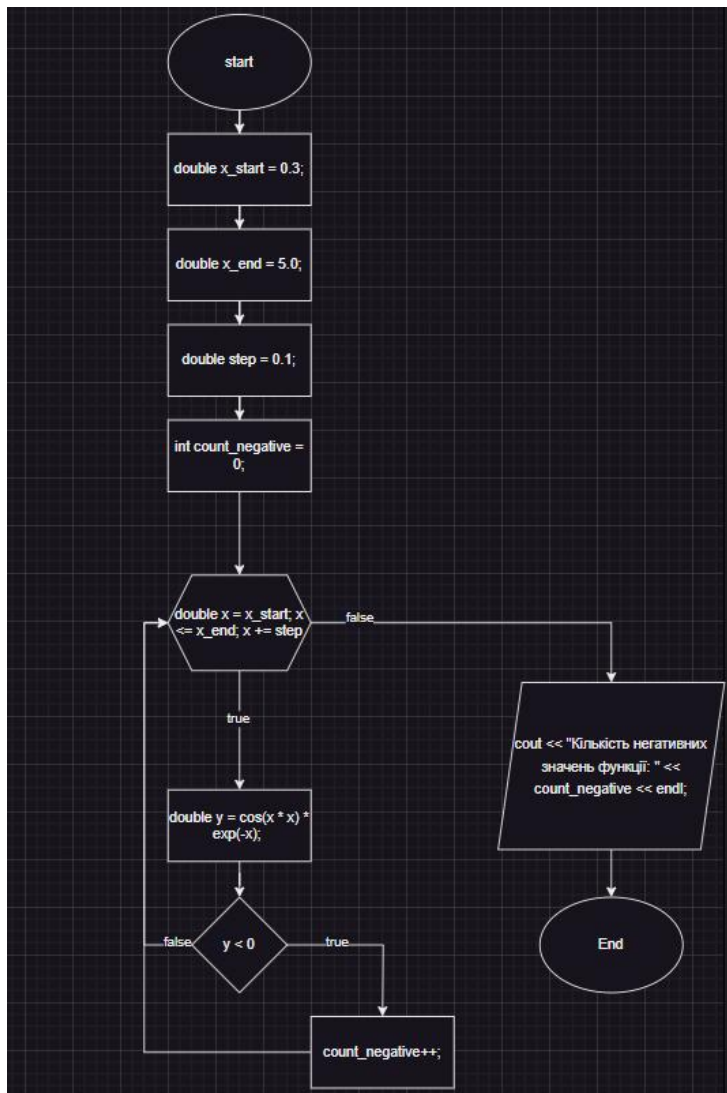 start
double x_start = 0.3;
double x_end = 5.0;
double step = 0.1;
int count_negative =
0;
double x = x_start; x
<= x_end; x += step
false
true
cout << "Кількість негативних
значень функції: " <<
count_negative << endl;
double y = cos(x * x) *
exp(-x);
false
y < 0
true
End
count_negative++;